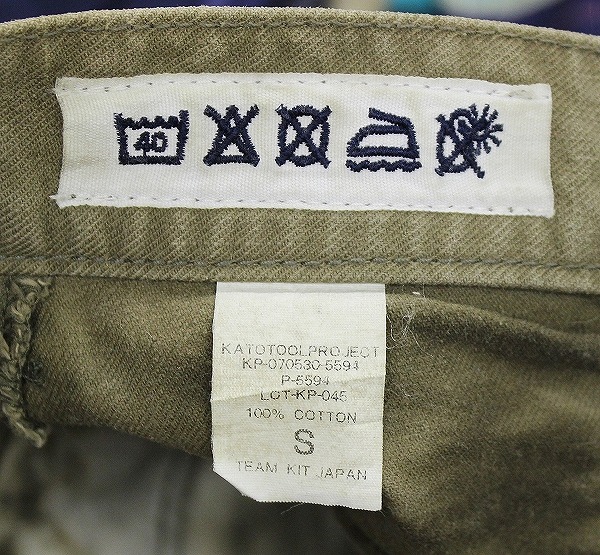 40
KATOTOOLPROJECT
KP-070530-5594
P-5594
LOT-KP-045
100% COTTON
S
TEAM KIT JAPAN